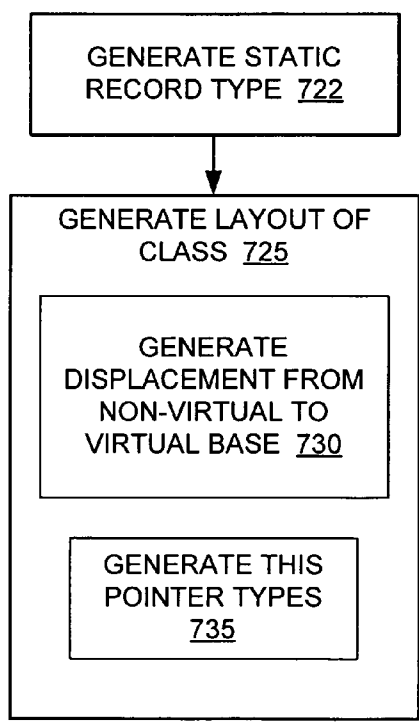 GENERATE STATIC
RECORD TYPE 722
GENERATE LAYOUT OF
CLASS 725
GENERATE
DISPLACEMENT FROM
NON-VIRTUAL TO
VIRTUAL BASE 730
GENERATE THIS
POINTER TYPES
735